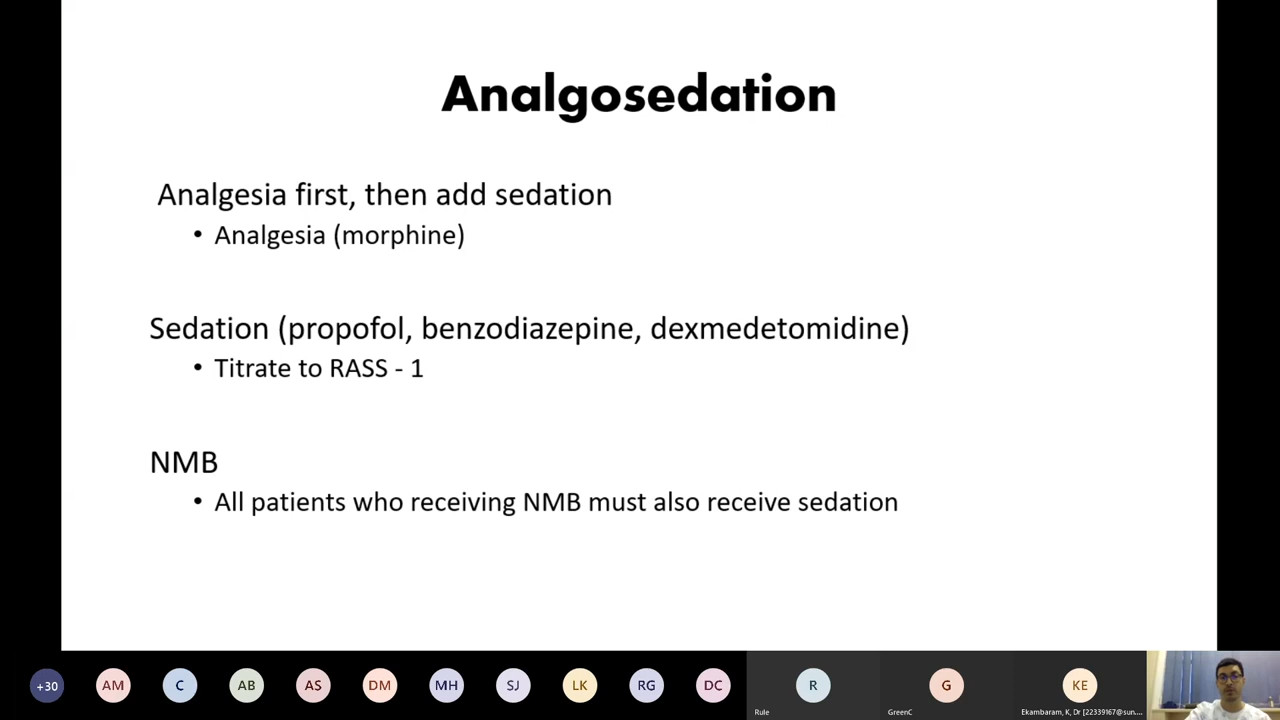 Analgosedation
Analgesia first, then add sedation
• Analgesia (morphine)
Sedation (propofol, benzodiazepine, dexmedetomidine)
• Titrate to RASS - 1
NMB
• All patients who receiving NMB must also receive sedation
+30 AM C AB AS DM MH SJ LK RG DC R G KE
Rule GreenC Ekambaram, K, Dr [22339167@sun....